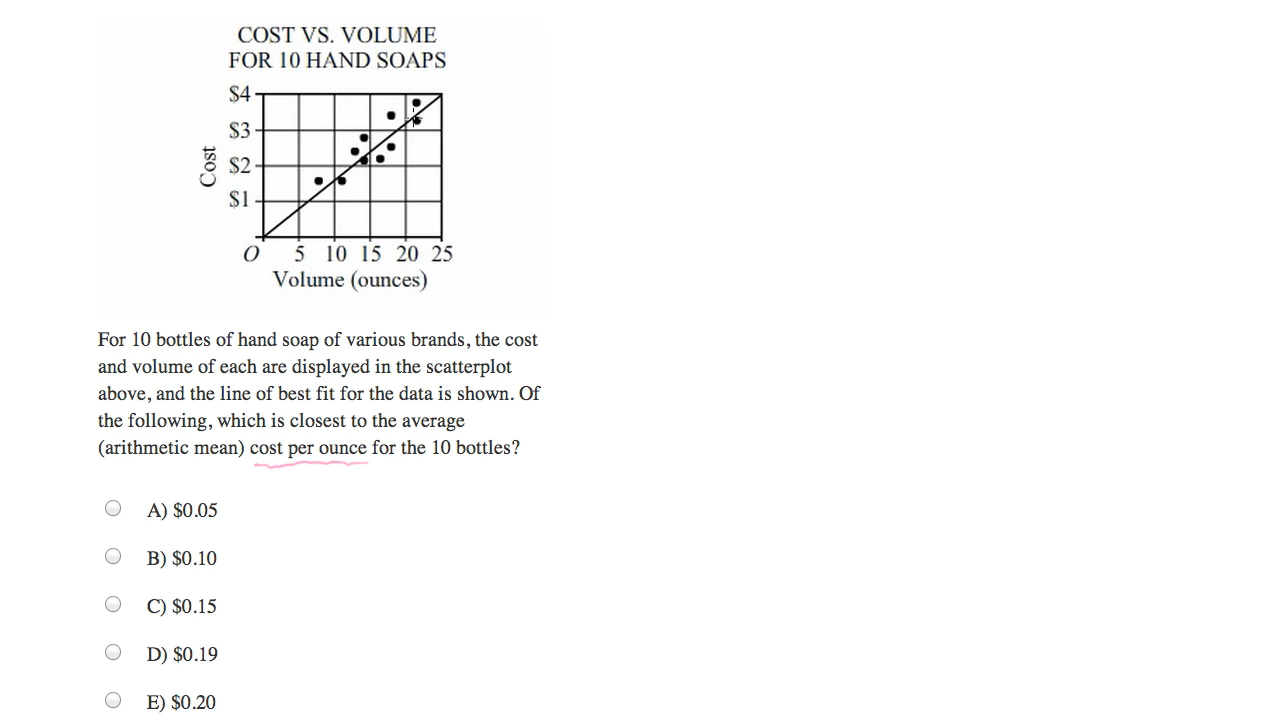 COST VS. VOLUME
FOR 10 HAND SOAPS
$4
$3
$2
$1
Cost
O 5 10 15 20 25
Volume (ounces)
For 10 bottles of hand soap of various brands, the cost
and volume of each are displayed in the scatterplot
above, and the line of best fit for the data is shown. Of
the following, which is closest to the average
(arithmetic mean) cost per ounce for the 10 bottles?
A) $0.05
B) $0.10
C) $0.15
D) $0.19
E) $0.20